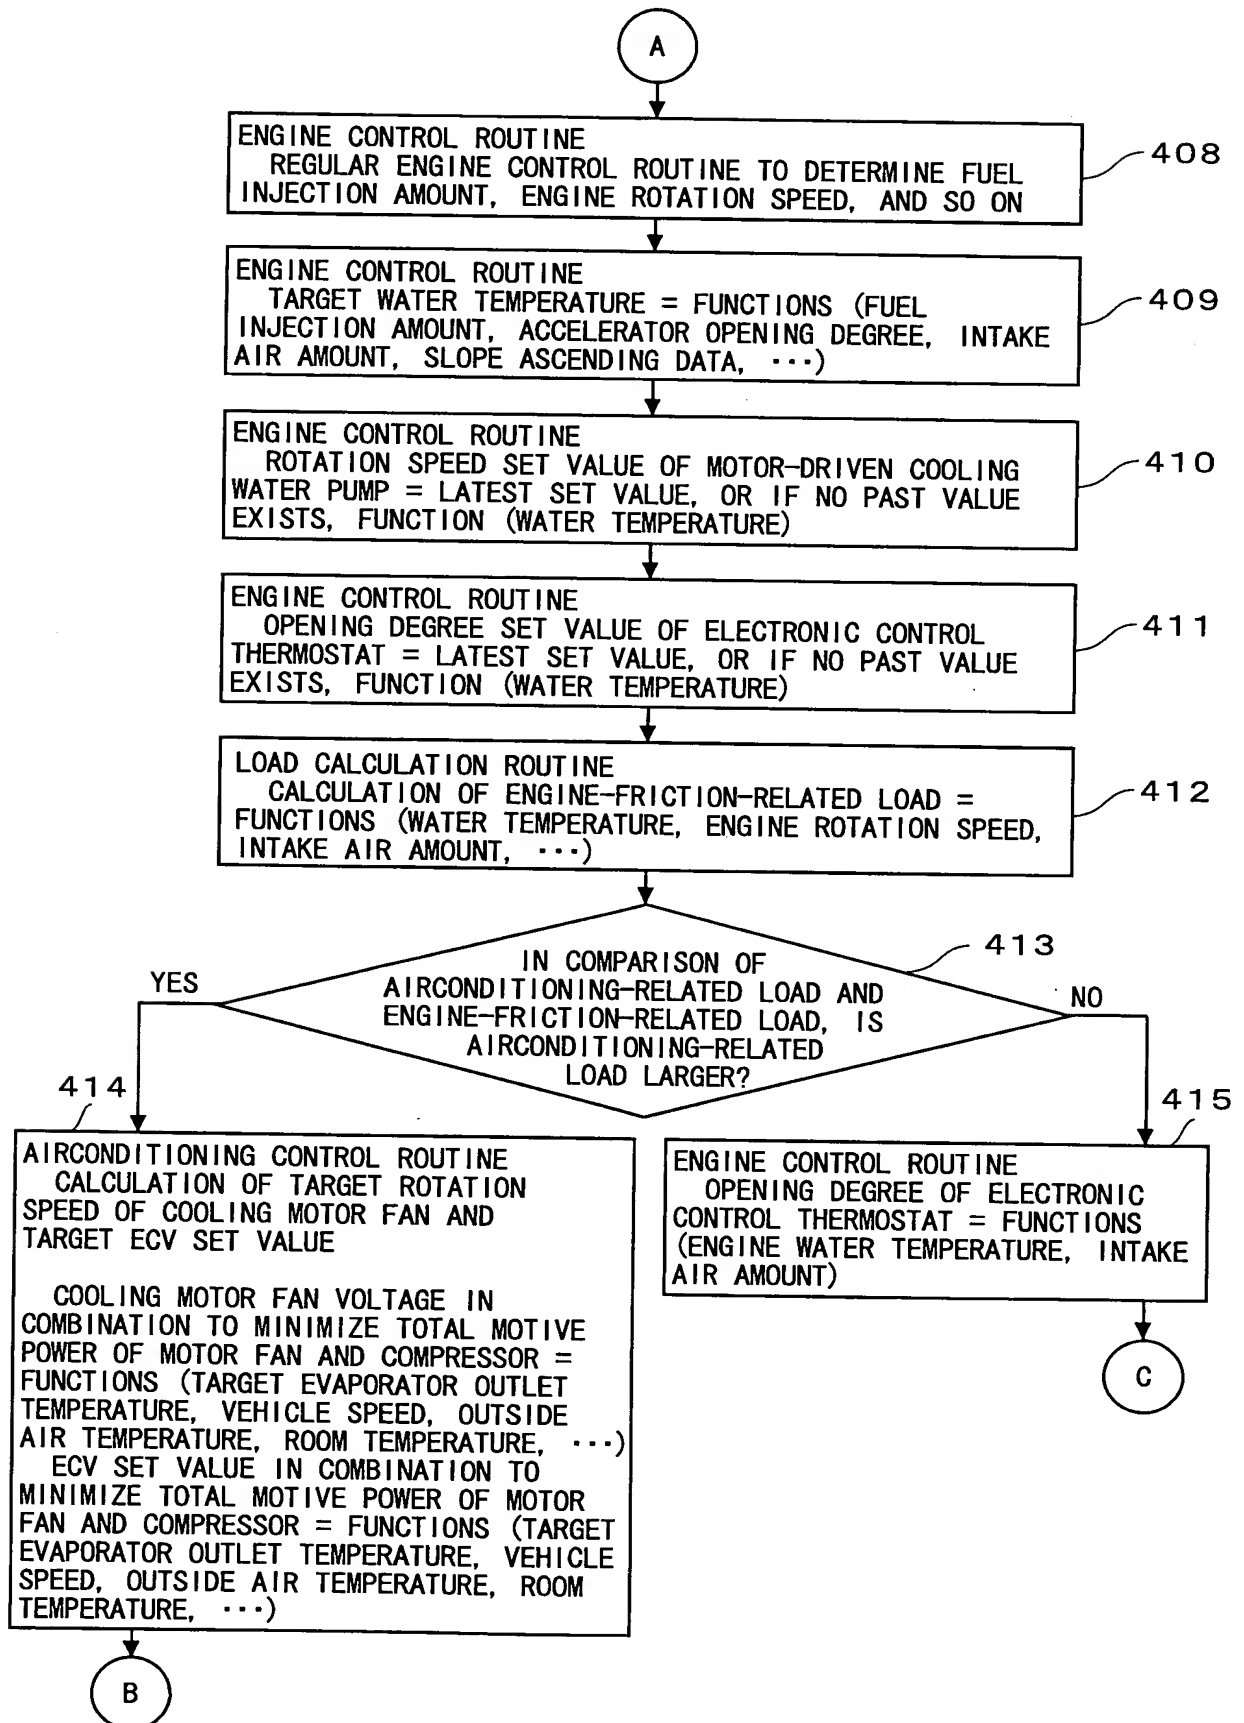 A
ENGINE CONTROL ROUTINE
REGULAR ENGINE CONTROL ROUTINE TO DETERMINE FUEL
INJECTION AMOUNT, ENGINE ROTATION SPEED, AND SO ON
408
ENGINE CONTROL ROUTINE
TARGET WATER TEMPERATURE = FUNCTIONS (FUEL
INJECTION AMOUNT, ACCELERATOR OPENING DEGREE, INTAKE
AIR AMOUNT, SLOPE ASCENDING DATA, ···)
409
ENGINE CONTROL ROUTINE
ROTATION SPEED SET VALUE OF MOTOR-DRIVEN COOLING
WATER PUMP = LATEST SET VALUE, OR IF NO PAST VALUE
EXISTS, FUNCTION (WATER TEMPERATURE)
410
ENGINE CONTROL ROUTINE
OPENING DEGREE SET VALUE OF ELECTRONIC CONTROL
THERMOSTAT = LATEST SET VALUE, OR IF NO PAST VALUE
EXISTS, FUNCTION (WATER TEMPERATURE)
411
LOAD CALCULATION ROUTINE
CALCULATION OF ENGINE-FRICTION-RELATED LOAD =
FUNCTIONS (WATER TEMPERATURE, ENGINE ROTATION SPEED,
INTAKE AIR AMOUNT, ···)
412
IN COMPARISON OF
AIRCONDITIONING-RELATED LOAD AND
ENGINE-FRICTION-RELATED LOAD, IS
AIRCONDITIONING-RELATED
LOAD LARGER?
413
YES
NO
414
AIRCONDITIONING CONTROL ROUTINE
CALCULATION OF TARGET ROTATION
SPEED OF COOLING MOTOR FAN AND
TARGET ECV SET VALUE
COOLING MOTOR FAN VOLTAGE IN
COMBINATION TO MINIMIZE TOTAL MOTIVE
POWER OF MOTOR FAN AND COMPRESSOR =
FUNCTIONS (TARGET EVAPORATOR OUTLET
TEMPERATURE, VEHICLE SPEED, OUTSIDE
AIR TEMPERATURE, ROOM TEMPERATURE, ···)
ECV SET VALUE IN COMBINATION TO
MINIMIZE TOTAL MOTIVE POWER OF MOTOR
FAN AND COMPRESSOR = FUNCTIONS (TARGET
EVAPORATOR OUTLET TEMPERATURE, VEHICLE
SPEED, OUTSIDE AIR TEMPERATURE, ROOM
TEMPERATURE, ···)
B
415
ENGINE CONTROL ROUTINE
OPENING DEGREE OF ELECTRONIC
CONTROL THERMOSTAT = FUNCTIONS
(ENGINE WATER TEMPERATURE, INTAKE
AIR AMOUNT)
C